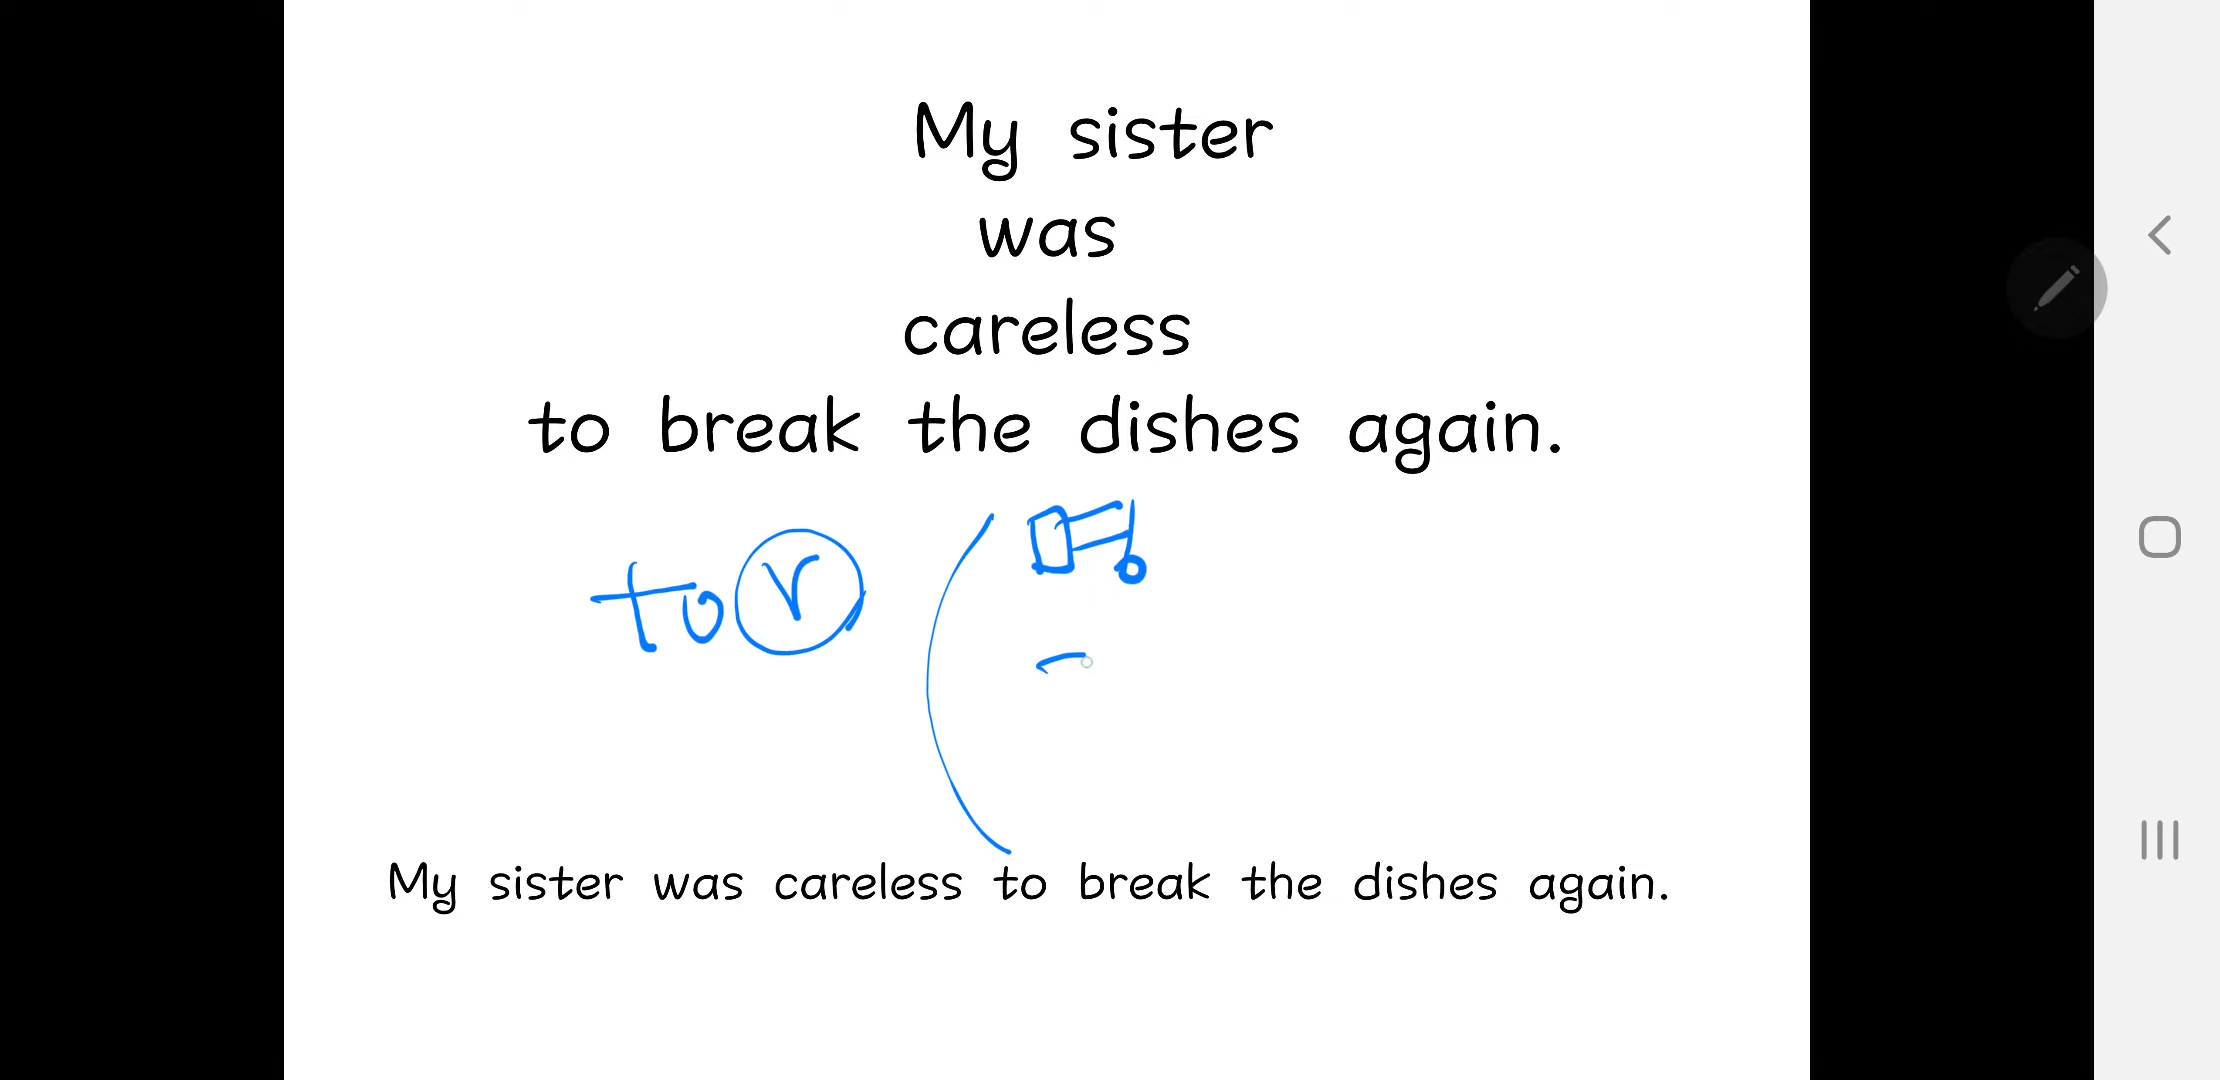 My sister
was
careless
to break the dishes again.
to V
My sister was careless to break the dishes again.